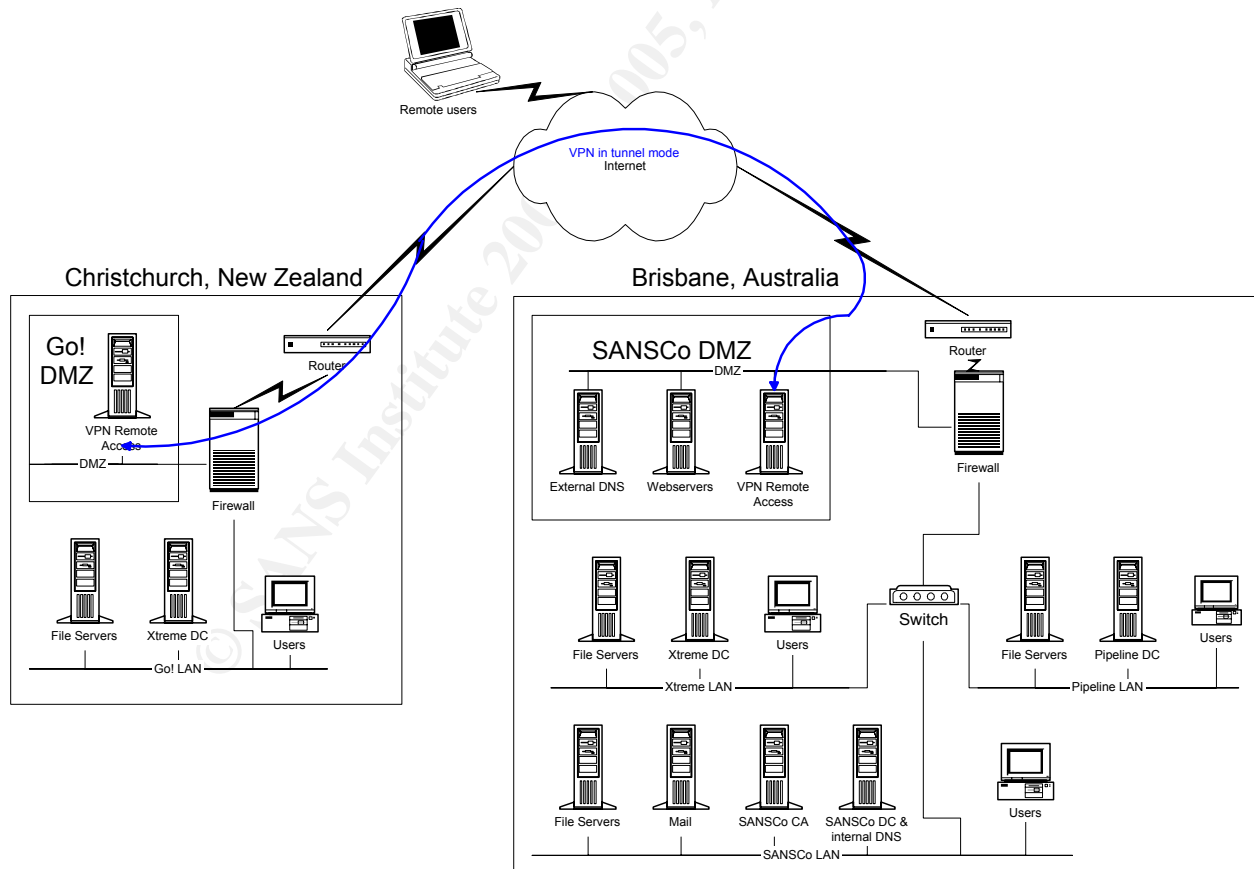 Remote users
VPN in tunnel mode
Internet
Christchurch, New Zealand
Go!
DMZ
VPN Remote
Access
DMZ
Router
Firewall
File Servers
Xtreme DC
Users
Go! LAN
Brisbane, Australia
SANSCo DMZ
DMZ
External DNS
Webservers
VPN Remote
Access
Router
Firewall
Switch
File Servers
Xtreme DC
Users
Xtreme LAN
File Servers
Pipeline DC
Users
Pipeline LAN
File Servers
Mail
SANSCo CA
SANSCo DC &
internal DNS
Users
SANSCo LAN
© SANS Institute 200
005,